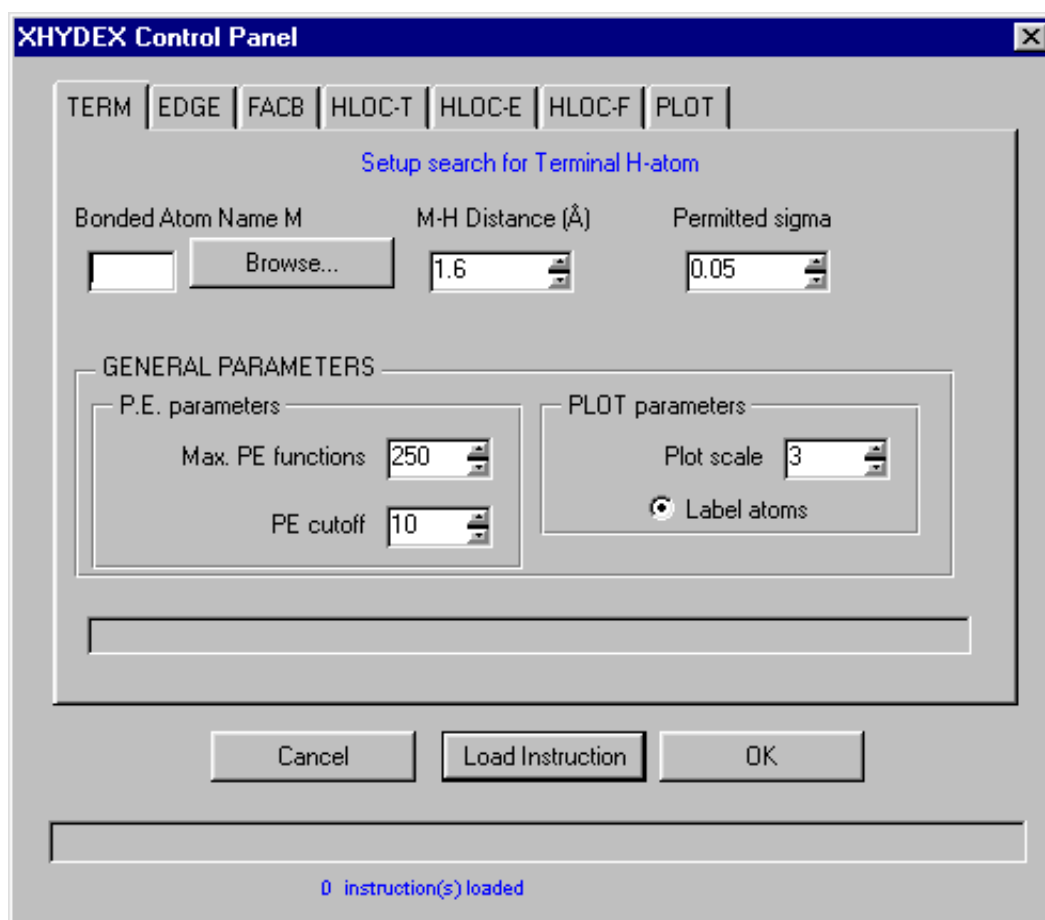 XHYDEX Control Panel
TERM EDGE FACB HLOC-T HLOC-E HLOC-F PLOT
Setup search for Terminal H-atom
Bonded Atom Name M M-H Distance (Å) Permitted sigma
Browse... 1.6 0.05
GENERAL PARAMETERS
P.E. parameters PLOT parameters
Max. PE functions 250 Plot scale 3
PE cutoff 10 Label atoms
Cancel Load Instruction OK
0 instruction(s) loaded